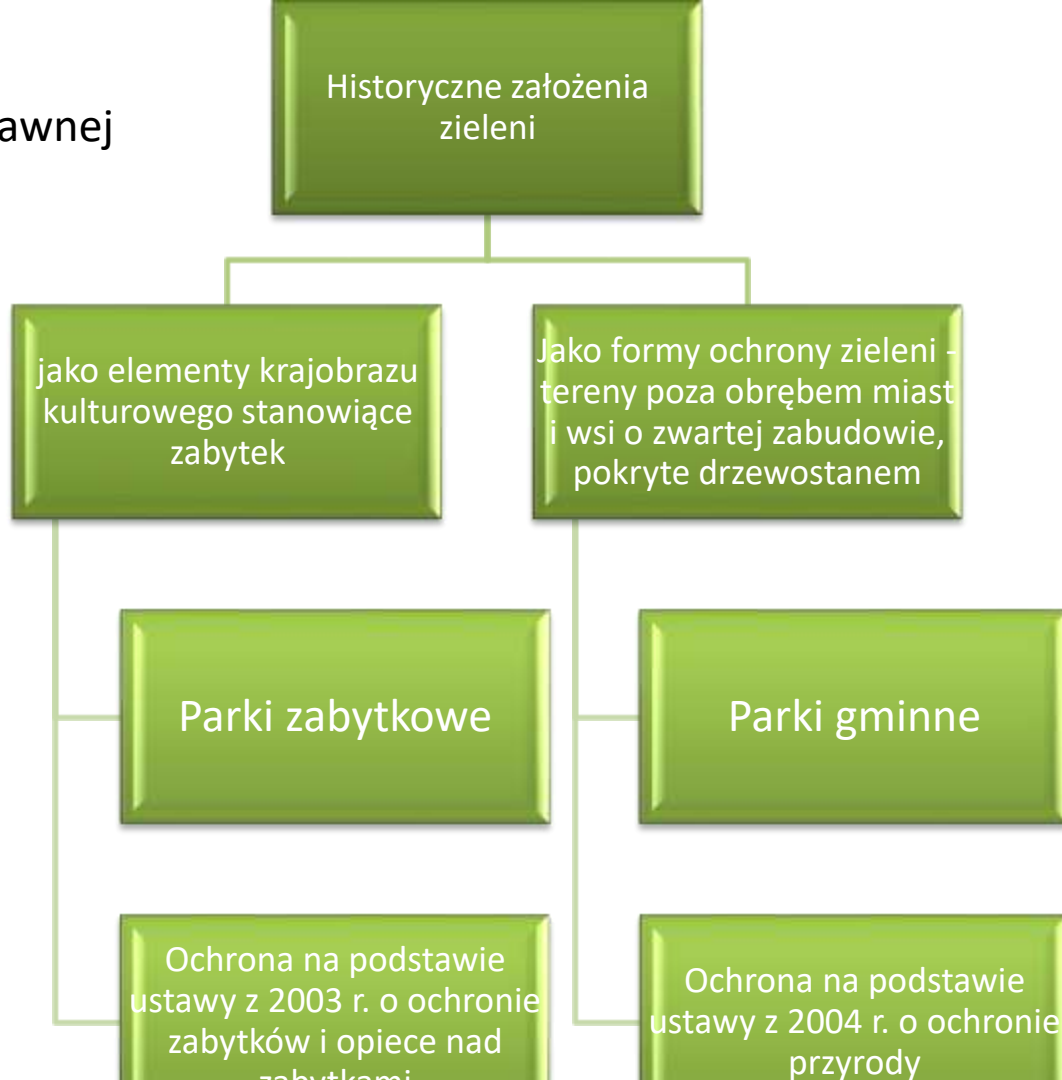 awnej
Historyczne założenia
zieleni
jako elementy krajobrazu
kulturowego stanowiące
zabytek
Jako formy ochrony zieleni -
tereny poza obrębem miast
i wsi o zwartej zabudowie,
pokryte drzewostanem
Parki zabytkowe
Parki gminne
Ochrona na podstawie
ustawy z 2003 r. o ochronie
zabytków i opiece nad
zabytkami
Ochrona na podstawie
ustawy z 2004 r. o ochronie
przyrody